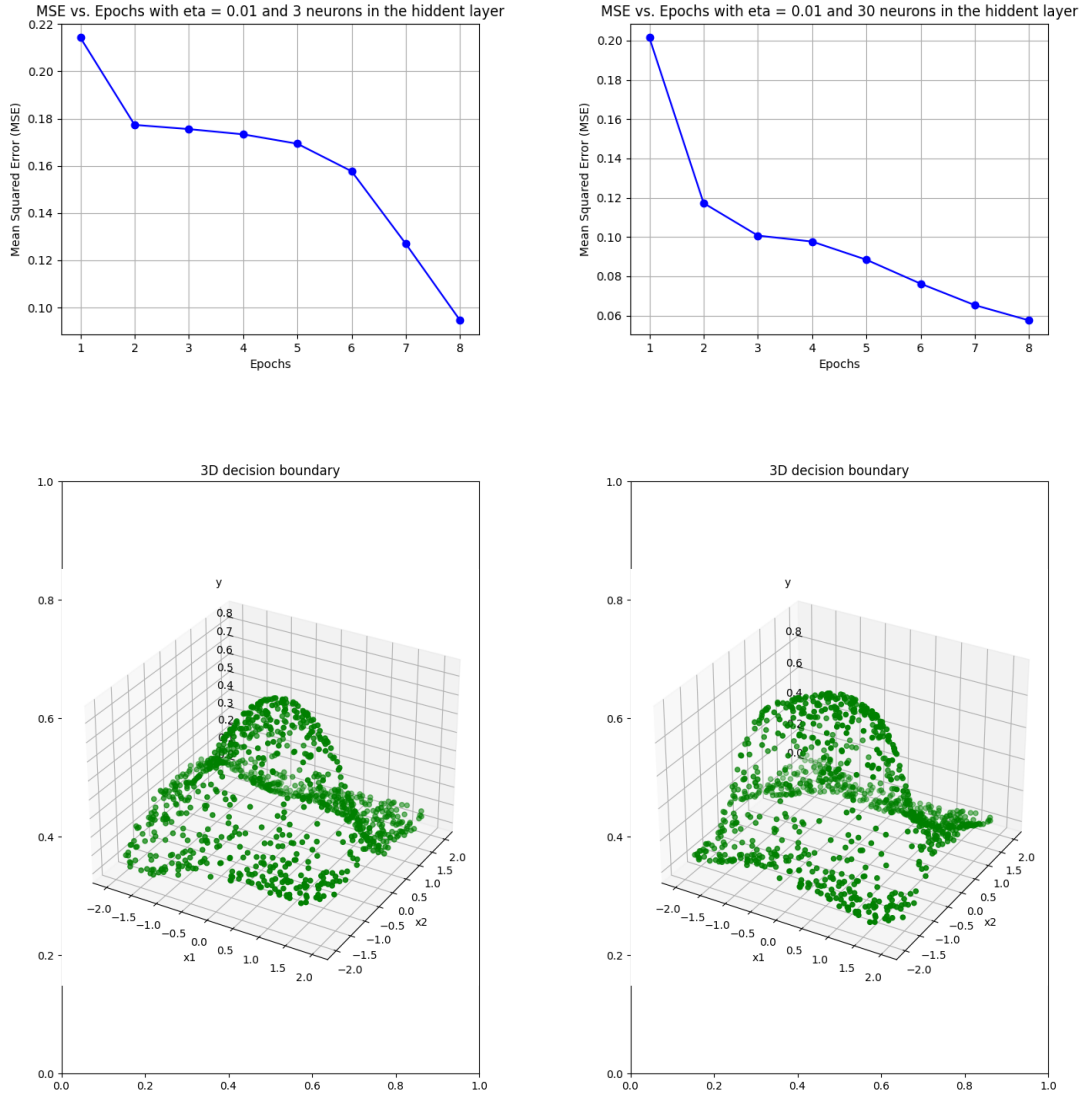 MSE vs. Epochs with eta = 0.01 and 3 neurons in the hiddent layer
0.22
0.20
0.18
0.16
0.14
0.12
0.10
Mean Squared Error (MSE)
1 2 3 4 5 6 7 8
Epochs
MSE vs. Epochs with eta = 0.01 and 30 neurons in the hiddent layer
0.20
0.18
0.16
0.14
0.12
0.10
0.08
0.06
Mean Squared Error (MSE)
1 2 3 4 5 6 7 8
Epochs
3D decision boundary
1.0
0.8
0.6
0.4
0.2
0.0
y
0.8
0.7
0.6
0.5
0.4
0.3
0.2
−2.0 −1.5 −1.0 −0.5 0.0 0.5 1.0 1.5 2.0
x1
2.0
1.5
1.0
0.5
0.0
−0.5
−1.0
−1.5
−2.0
x2
0.0 0.2 0.4 0.6 0.8 1.0
3D decision boundary
1.0
0.8
0.6
0.4
0.2
0.0
y
0.8
0.6
0.4
0.2
0.0
−2.0 −1.5 −1.0 −0.5 0.0 0.5 1.0 1.5 2.0
x1
2.0
1.5
1.0
0.5
0.0
−0.5
−1.0
−1.5
−2.0
x2
0.0 0.2 0.4 0.6 0.8 1.0